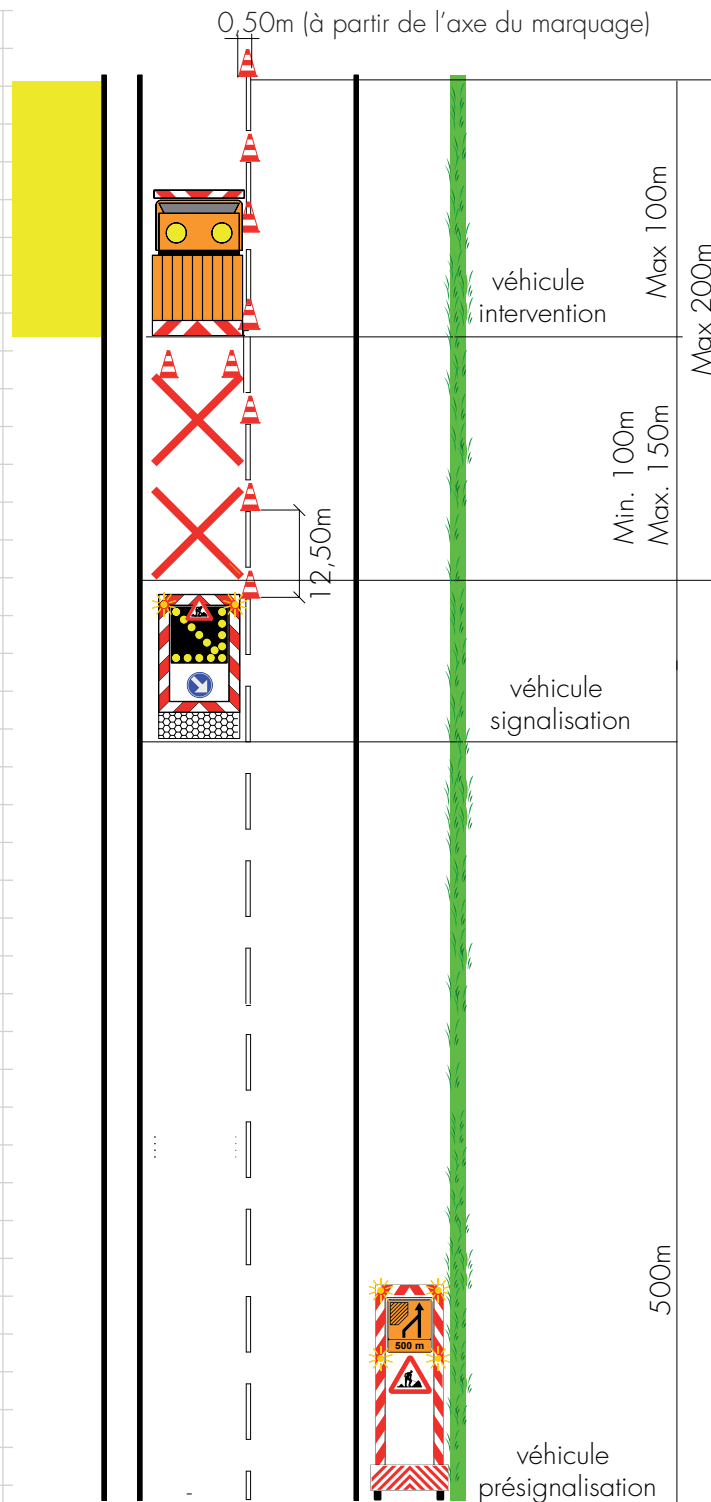 0,50m (à partir de l'axe du marquage)
Max 100m
Max 200m
véhicule
intervention
Min. 100m
Max. 150m
12,50m
véhicule
signalisation
500m
500 m
véhicule
présignalisation